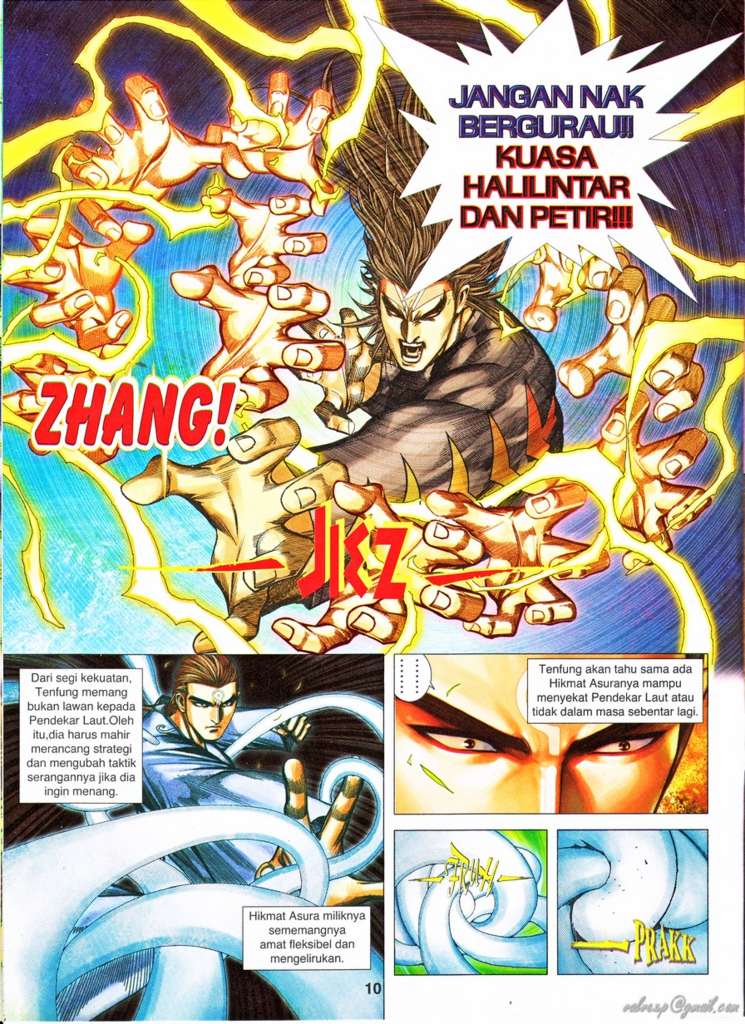 JANGAN NAK
BERGURAU!!!
KUASA
HALILINTAR
DAN PETIR!!!
ZHANG!
JKZ
Dari segi kekuatan,
Tenfung memang
bukan lawan kepada
Pendekar Laut.Oleh
itu,dia harus mahir
merancang strategi
dan mengubah taktik
serangannya jika dia
ingin menang.
Hikmat Asura miliknya
sememangnya
amat fleksibel dan
mengelirukan.
10
Tenfung akan tahu sama ada
Hikmat Asuranya mampu
menyekat Pendekar Laut atau
tidak dalam masa sebentar lagi.
PRAKK